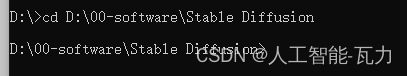 D:\>cd D:\00-software\Stable Diffusion
D:\00-software\Stable Diffusion>
CSDN @人工智能-瓦力